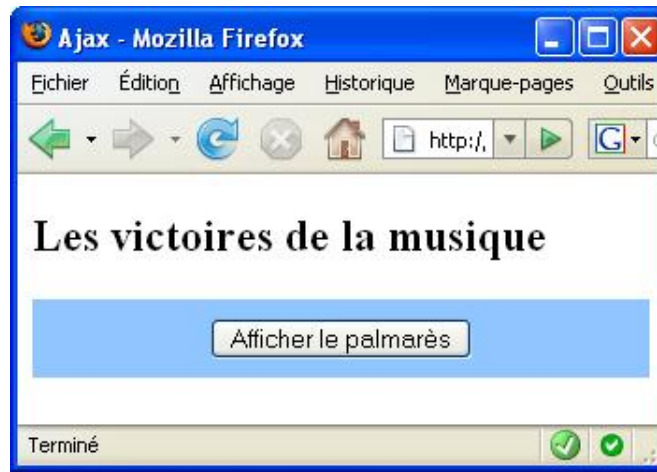 Ajax - Mozilla Firefox
Fichier Édition Affichage Historique Marque-pages Outils
http:/, G
Les victoires de la musique
Afficher le palmarès
Terminé